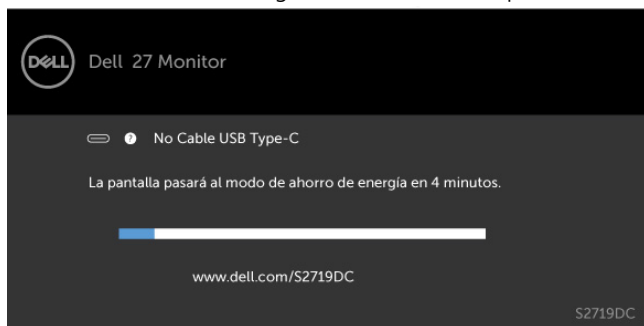 DELL
Dell 27 Monitor
? No Cable USB Type-C
La pantalla pasará al modo de ahorro de energía en 4 minutos.
www.dell.com/S2719DC
S2719DC